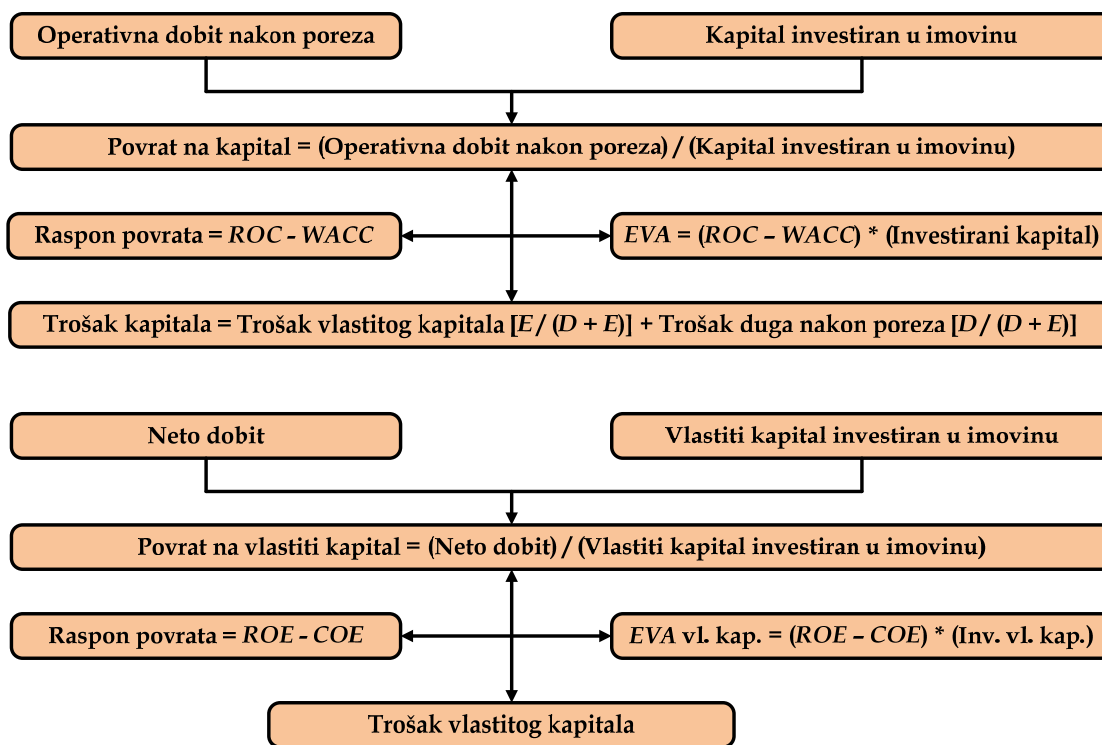 Operativna dobit nakon poreza
Kapital investiran u imovinu
Povrat na kapital = (Operativna dobit nakon poreza) / (Kapital investiran u imovinu)
Raspon povrata = ROC - WACC
EVA = (ROC – WACC) * (Investirani kapital)
Trošak kapitala = Trošak vlastitog kapitala [E / (D + E)] + Trošak duga nakon poreza [D / (D + E)]
Neto dobit
Vlastiti kapital investiran u imovinu
Povrat na vlastiti kapital = (Neto dobit) / (Vlastiti kapital investiran u imovinu)
Raspon povrata = ROE - COE
EVA vl. kap. = (ROE – COE) * (Inv. vl. kap.)
Trošak vlastitog kapitala